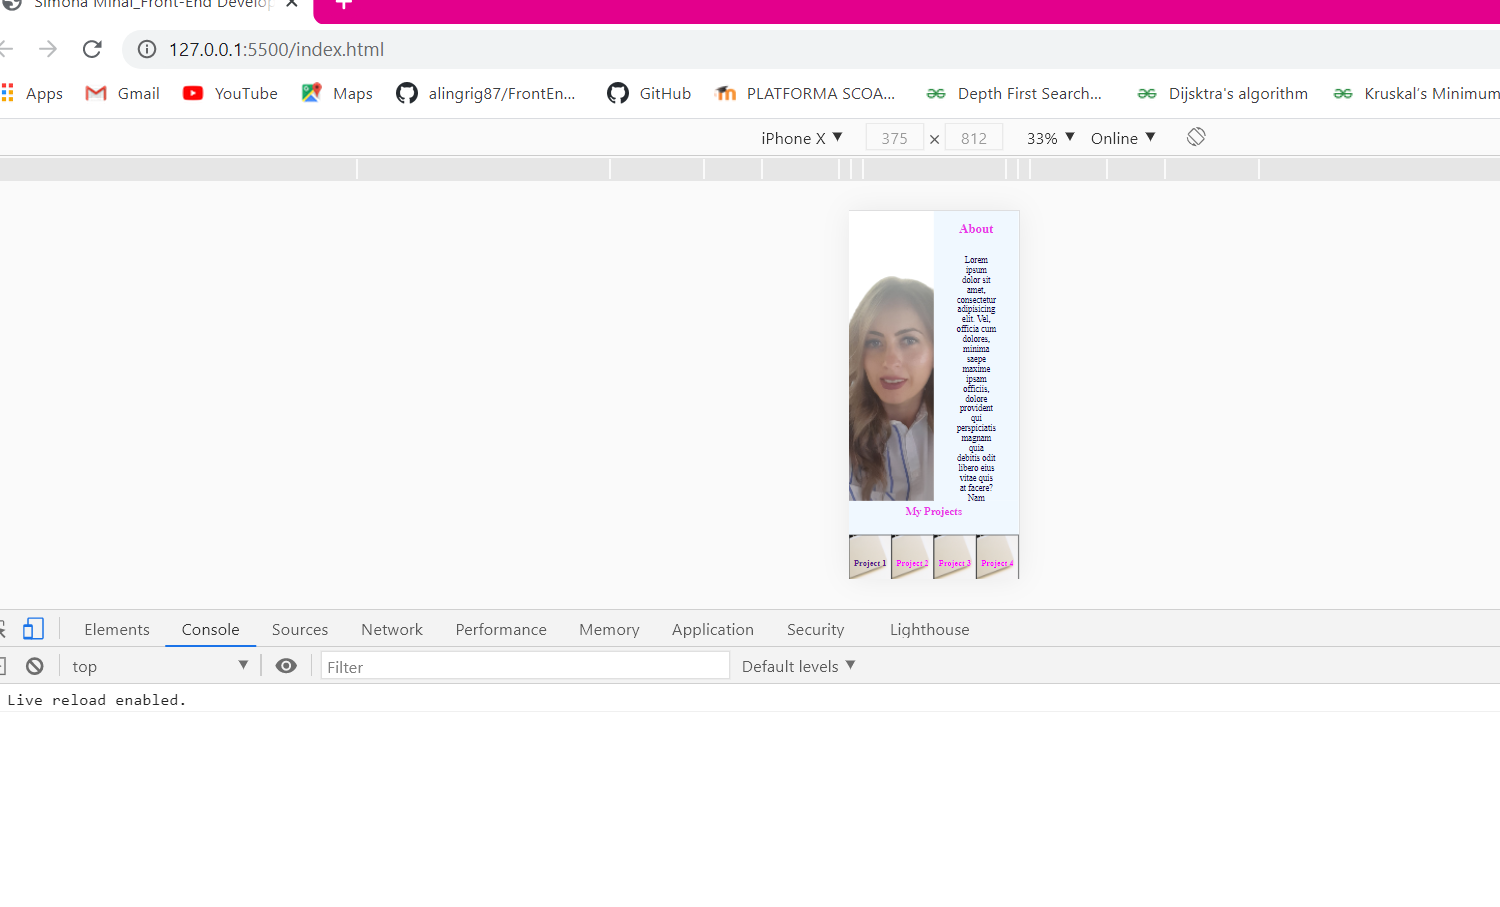 Simona Mihai_Front-End Develop
127.0.0.1:5500/index.html
Apps Gmail YouTube Maps alingrig87/FrontEn... GitHub PLATFORMA SCOA... Depth First Search... Dijsktra's algorithm Kruskal's Minimum
iPhone X 375 × 812 33% Online
About
Lorem
ipsum
dolor sit
amet,
consectetur
adipisicing
elit. Vel,
officia cum
dolores,
minima
saepe
maxime
ipsam
officiis,
dolore
provident
qui
perspiciatis
magnam
quia
debitis odit
libero eius
vitae quis
at facere?
Nam
My Projects
Project 1 Project 2 Project 3 Project 4
Elements Console Sources Network Performance Memory Application Security Lighthouse
top Filter Default levels
Live reload enabled.